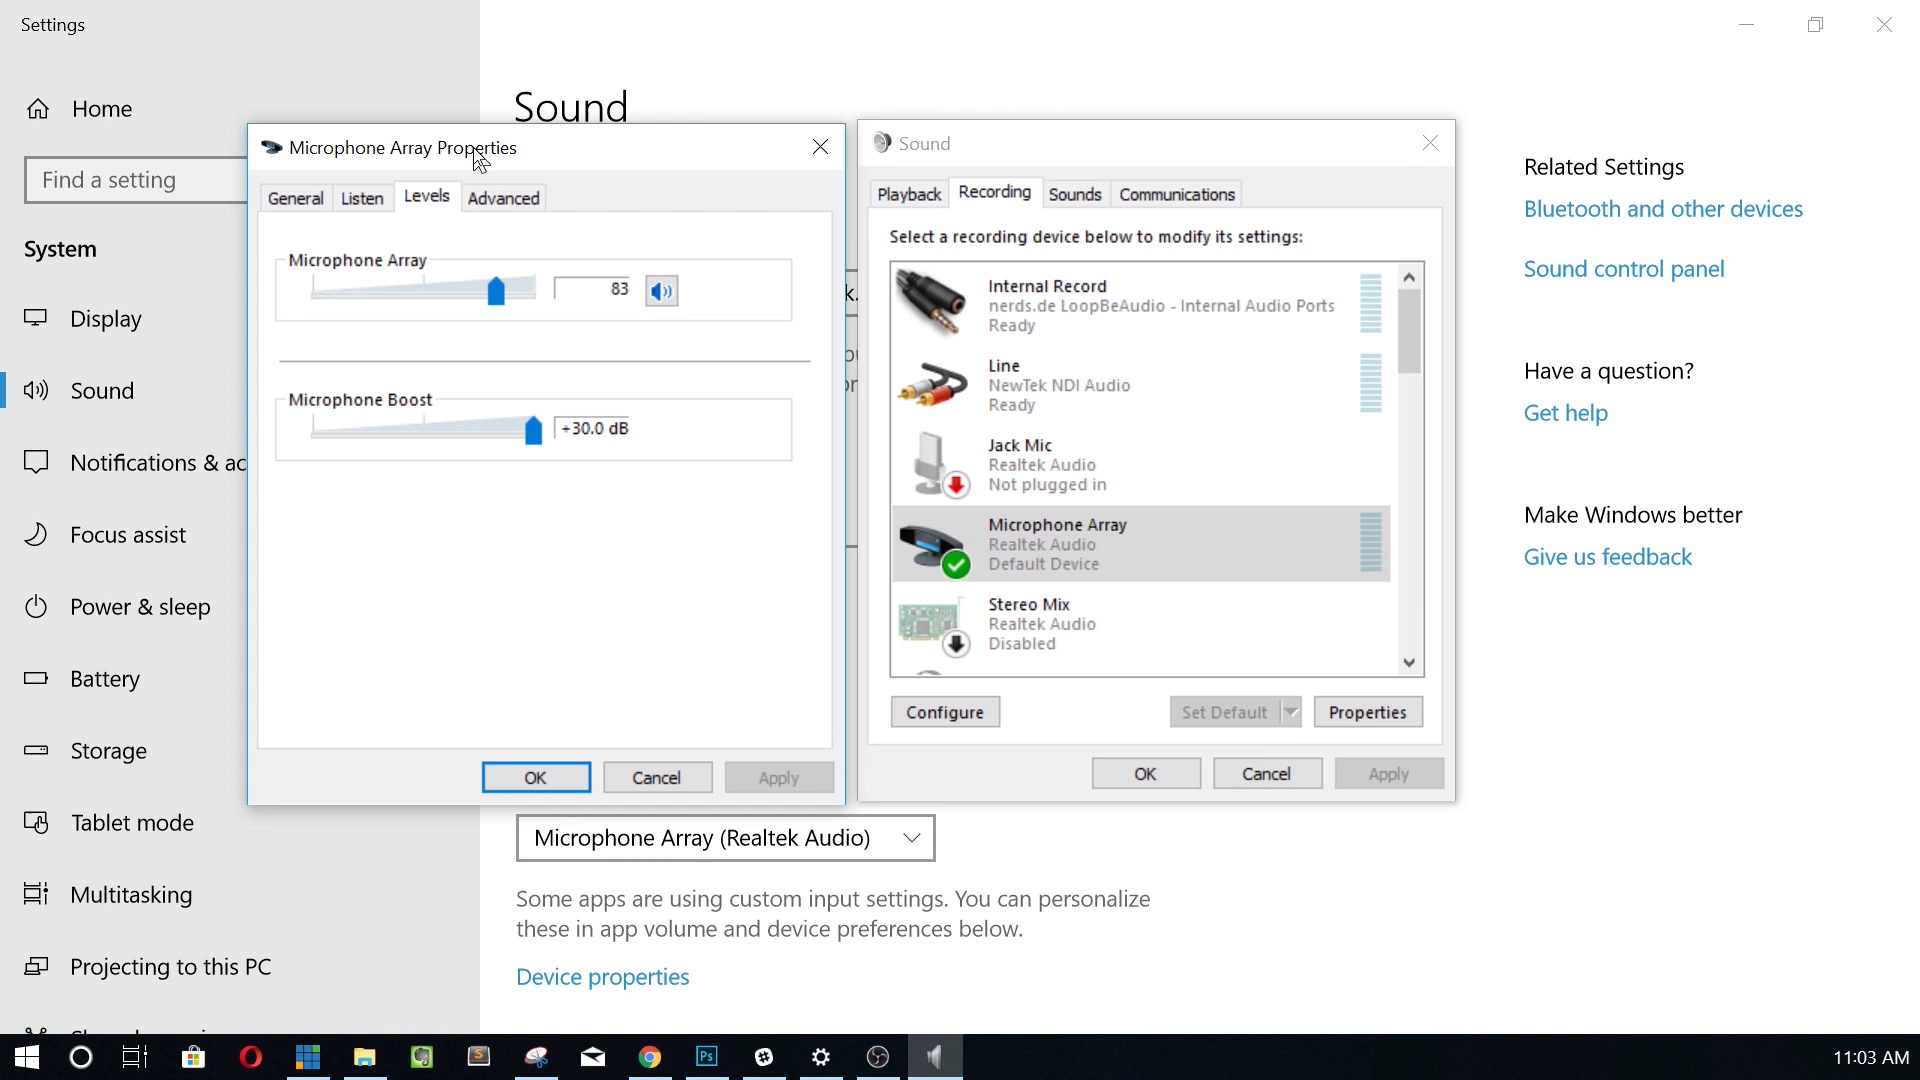 Settings
Home
Find a setting
System
Display
Sound
Notifications & ac
Focus assist
Power & sleep
Battery
Storage
Tablet mode
Multitasking
Projecting to this PC
Sound
Microphone Array Properties
General
Listen
Levels
Advanced
Microphone Array
83
Microphone Boost
+30.0 dB
OK
Cancel
Apply
Sound
Playback
Recording
Sounds
Communications
Select a recording device below to modify its settings:
Internal Record
nerds.de LoopBeAudio - Internal Audio Ports
Ready
Line
NewTek NDI Audio
Ready
Jack Mic
Realtek Audio
Not plugged in
Microphone Array
Realtek Audio
Default Device
Stereo Mix
Realtek Audio
Disabled
Configure
Set Default
Properties
OK
Cancel
Apply
Microphone Array (Realtek Audio)
Some apps are using custom input settings. You can personalize
these in app volume and device preferences below.
Device properties
Related Settings
Bluetooth and other devices
Sound control panel
Have a question?
Get help
Make Windows better
Give us feedback
Ps
11:03 AM